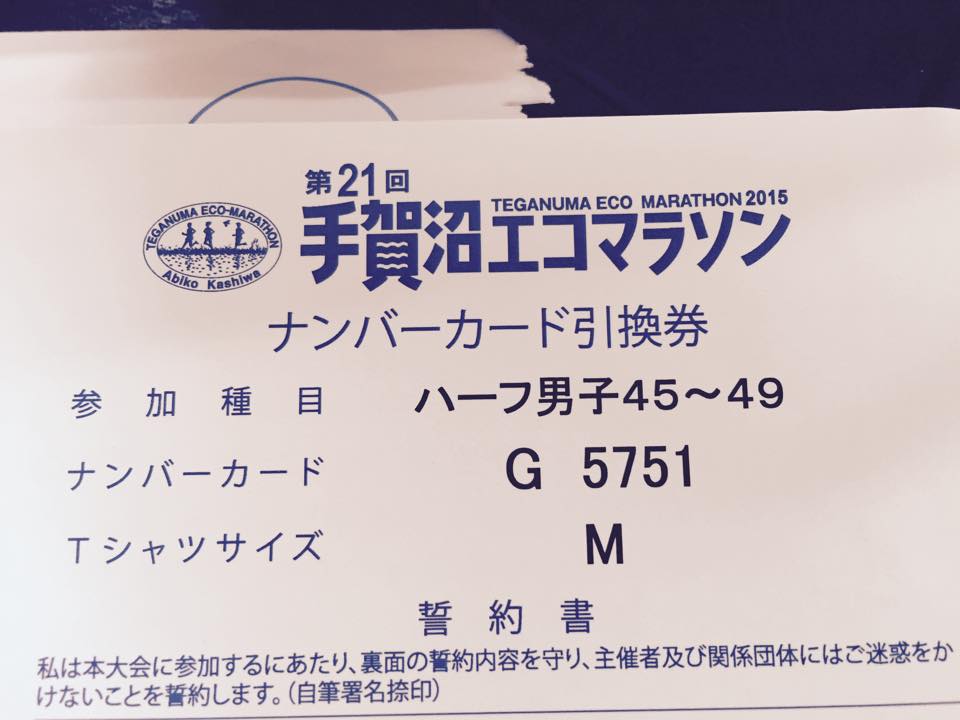 第21回
TEGANUMA ECO MARATHON 2015
手賀沼エコマラソン
TEGANUMA ECO-MARATHON
Abiko Kashiwa
ナンバーカード引換券
参加種目 ハーフ男子45~49
ナンバーカード G 5751
Tシャツサイズ M
誓約書
私は本大会に参加するにあたり、裏面の誓約内容を守り、主催者及び関係団体にはご迷惑をか
けないことを誓約します。(自筆署名捺印)